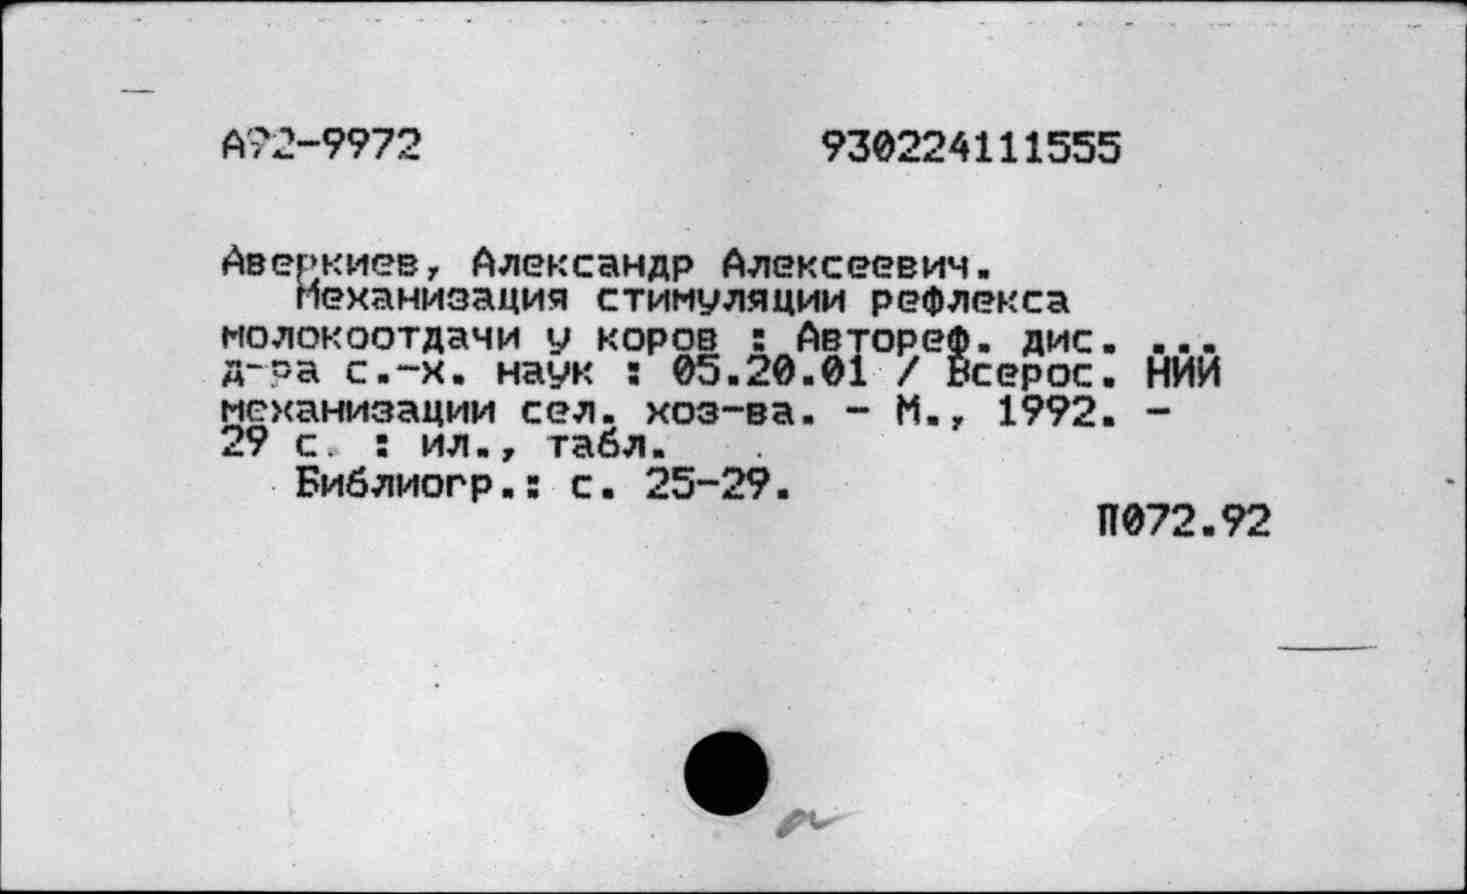 А92-9972 930224111555
Аверкиев, Александр Алексеевич.
Механизация стимуляции рефлекса
молокоотдачи у коров : Автореф. дис. ...
д-ра с.-х. наук : 05.20.01 / Всерос. НИИ
механизации сел. хоз-ва. - М., 1992. -
29 с. : ил., табл.
Библиогр.: с. 25-29.
П072.92